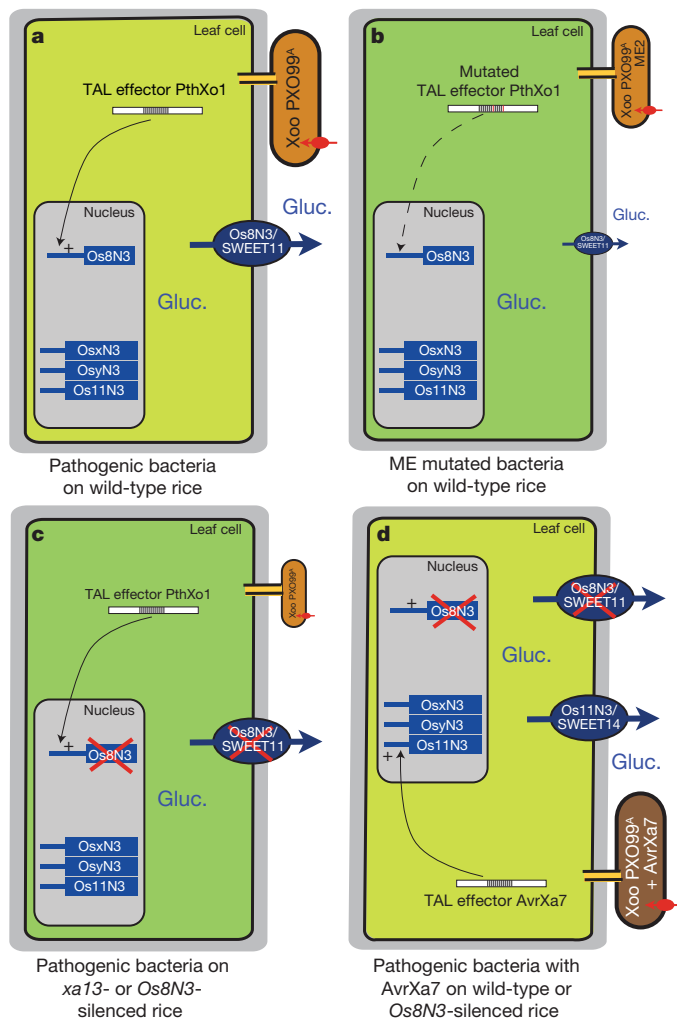 a
Leaf cell
TAL effector PthXo1
Xoo PXO99A
Nucleus
+
Os8N3
Os8N3/
SWEET11
Gluc.
Gluc.
OsxN3
OsyN3
Os11N3
Pathogenic bacteria
on wild-type rice
b
Leaf cell
Mutated
TAL effector PthXo1
Xoo PXO99A
ME2
Nucleus
Os8N3
Os8N3/
SWEET11
Gluc.
Gluc.
OsxN3
OsyN3
Os11N3
ME mutated bacteria
on wild-type rice
c
Leaf cell
TAL effector PthXo1
Xoo PXO99A
Nucleus
+
Os8N3
Os8N3/
SWEET11
Gluc.
OsxN3
OsyN3
Os11N3
Pathogenic bacteria on
xa13- or Os8N3-
silenced rice
d
Leaf cell
Nucleus
+
Os8N3
Os8N3/
SWEET11
Gluc.
OsxN3
OsyN3
Os11N3
+
Os11N3/
SWEET14
Gluc.
TAL effector AvrXa7
Xoo PXO99A
+ AvrXa7
Pathogenic bacteria with
AvrXa7 on wild-type or
Os8N3-silenced rice